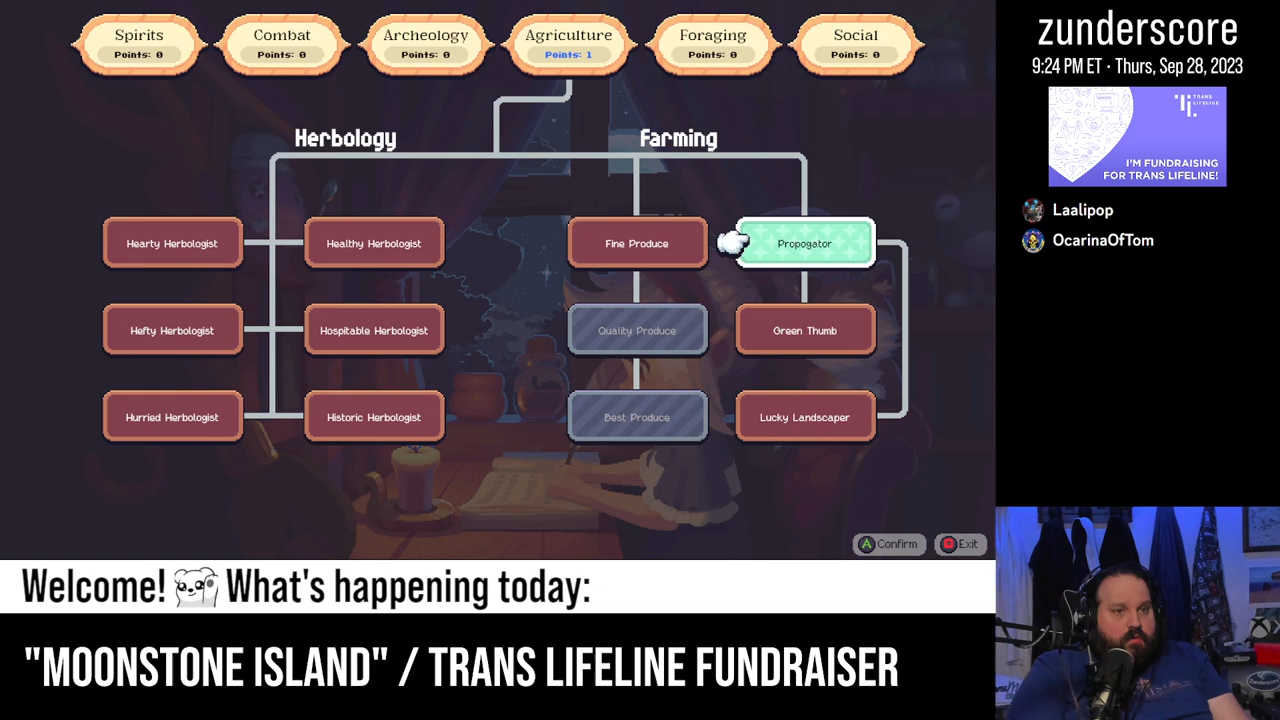 Spirits
Points: 0
Combat
Points: 0
Archeology
Points: 0
Agriculture
Points: 1
Foraging
Points: 0
Social
Points: 0
Herbology
Farming
Hearty Herbologist
Healthy Herbologist
Fine Produce
Propogator
Hefty Herbologist
Hospitable Herbologist
Quality Produce
Green Thumb
Hurried Herbologist
Historic Herbologist
Best Produce
Lucky Landscaper
A Confirm
Exit
zunderscore
9:24 PM ET · Thurs, Sep 28, 2023
TRANS
LIFELINE
I'M FUNDRAISING
FOR TRANS LIFELINE!
Laalipop
OcarinaOfTom
Welcome! What's happening today:
"MOONSTONE ISLAND" / TRANS LIFELINE FUNDRAISER